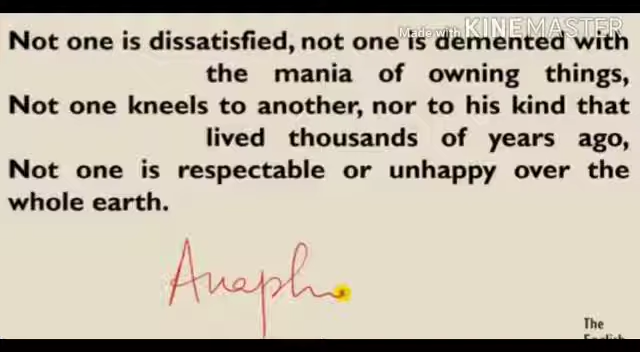 Made with KINEMASTER
Not one is dissatisfied, not one is demented with
the mania of owning things,
Not one kneels to another, nor to his kind that
lived thousands of years ago,
Not one is respectable or unhappy over the
whole earth.
Anaph
The
English